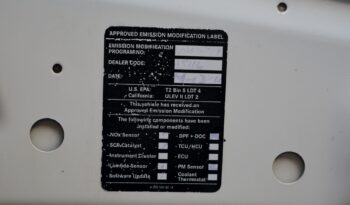 APPROVED EMISSION MODIFICATION LABEL
EMISSION MODIFICATION
PROGRAM NO:
DEALER CODE:
DATE:
U.S. EPA: T2 Bin 5 LDT 4
California: ULEV II LDT 2
This vehicle has received an
Approved Emission Modification
The following components have been
installed or modified:
- NOx Sensor - DPF + DOC
- SCR Catalyst - TCU/HCU
- Instrument Cluster - ECU
- Lambda Sensor - PM Sensor
- Software Update - Coolant
Thermostat